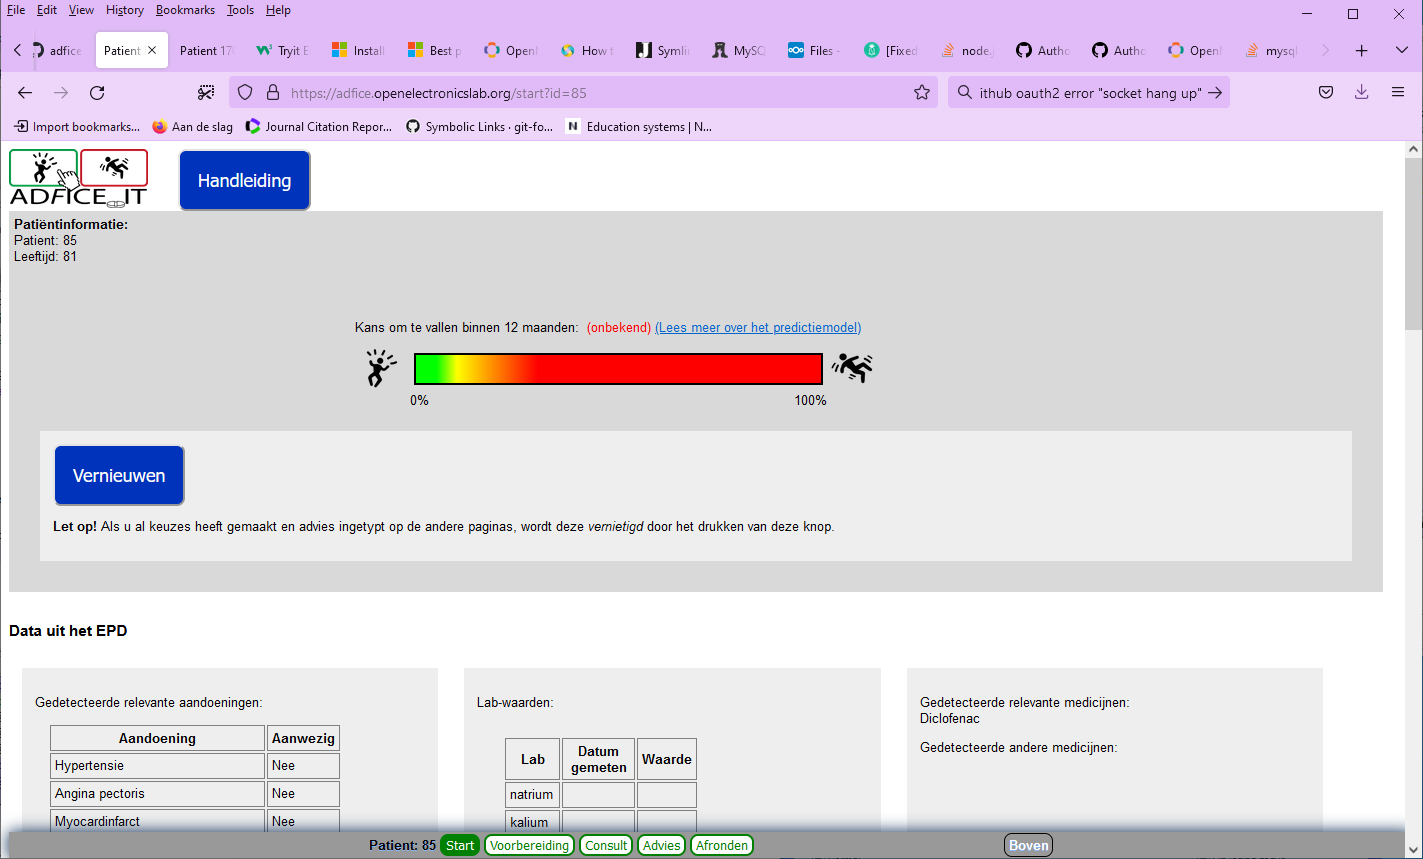 File Edit View History Bookmarks Tools Help
adfice
Patient
Patient 17
Tryit E
Install
Best p
OpenM
How t
Symli
MySQ
Files -
[Fixed
node.j
Autho
Autho
OpenM
mysql
https://adfice.openelectronicslab.org/start?id=85
ithub oauth2 error "socket hang up"
Import bookmarks... Aan de slag Journal Citation Repor... Symbolic Links · git-fo... Education systems | N...
ADFICE_IT
Handleiding
Patiëntinformatie:
Patient: 85
Leeftijd: 81
Kans om te vallen binnen 12 maanden: (onbekend) (Lees meer over het predictiemodel)
0% 100%
Vernieuwen
Let op! Als u al keuzes heeft gemaakt en advies ingetypt op de andere paginas, wordt deze vernietigd door het drukken van deze knop.
Data uit het EPD
Gedetecteerde relevante aandoeningen:
Aandoening Aanwezig
Hypertensie Nee
Angina pectoris Nee
Myocardinfarct Nee
Lab-waarden:
Lab Datum gemeten Waarde
natrium
kalium
Gedetecteerde relevante medicijnen:
Diclofenac
Gedetecteerde andere medicijnen:
Patient: 85 Start Voorbereiding Consult Advies Afronden Boven